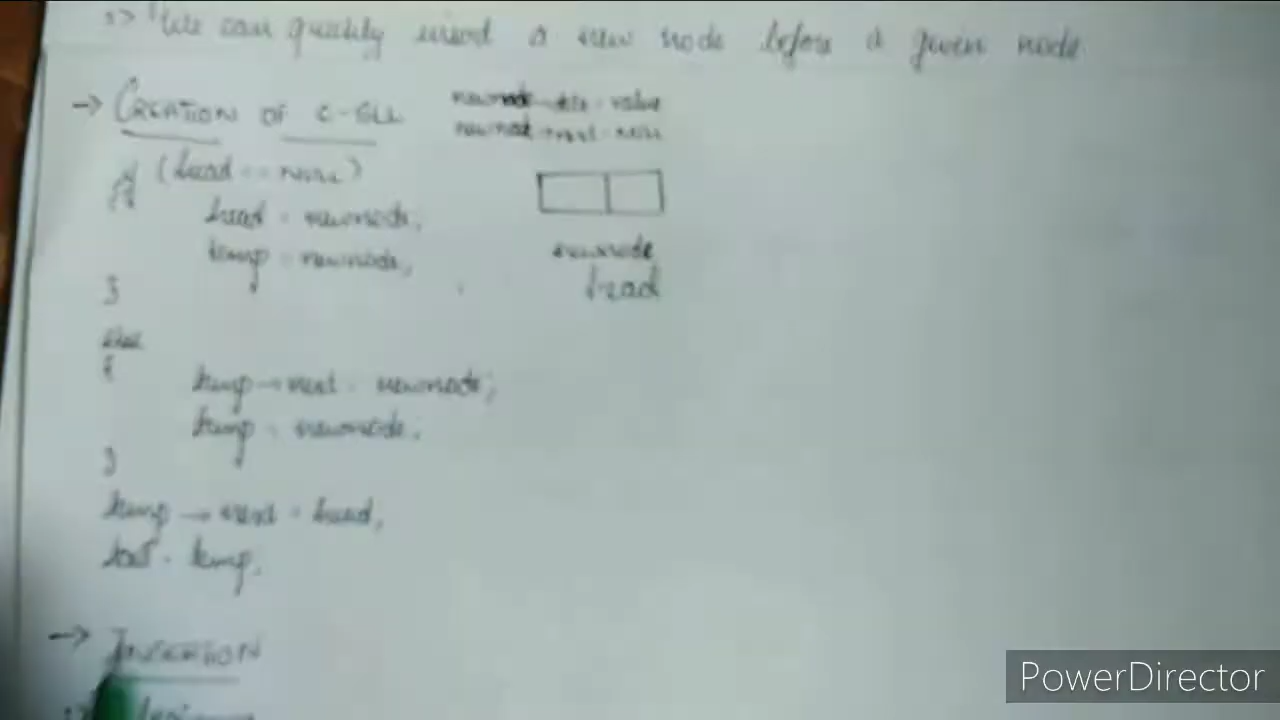 :> We can quickly insert a new node before a given node
→ CREATION OF C-SLL
newnode→data = value
newnode→next = NULL
if (head == NULL)
{
head = newnode;
temp = newnode;
}
newnode
head
else
{
temp→next = newnode;
temp = newnode;
}
temp → next = head;
temp;
→ INSERTION
PowerDirector